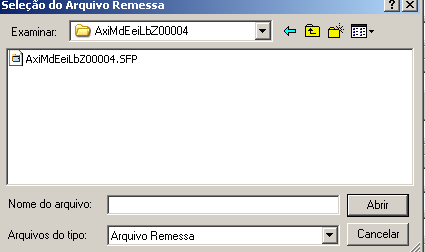 Seleção do Arquivo Remessa
Examinar: AxiMdEeiLbZ00004
AxiMdEeiLbZ00004.SFP
Nome do arquivo: Abrir
Arquivos do tipo: Arquivo Remessa Cancelar